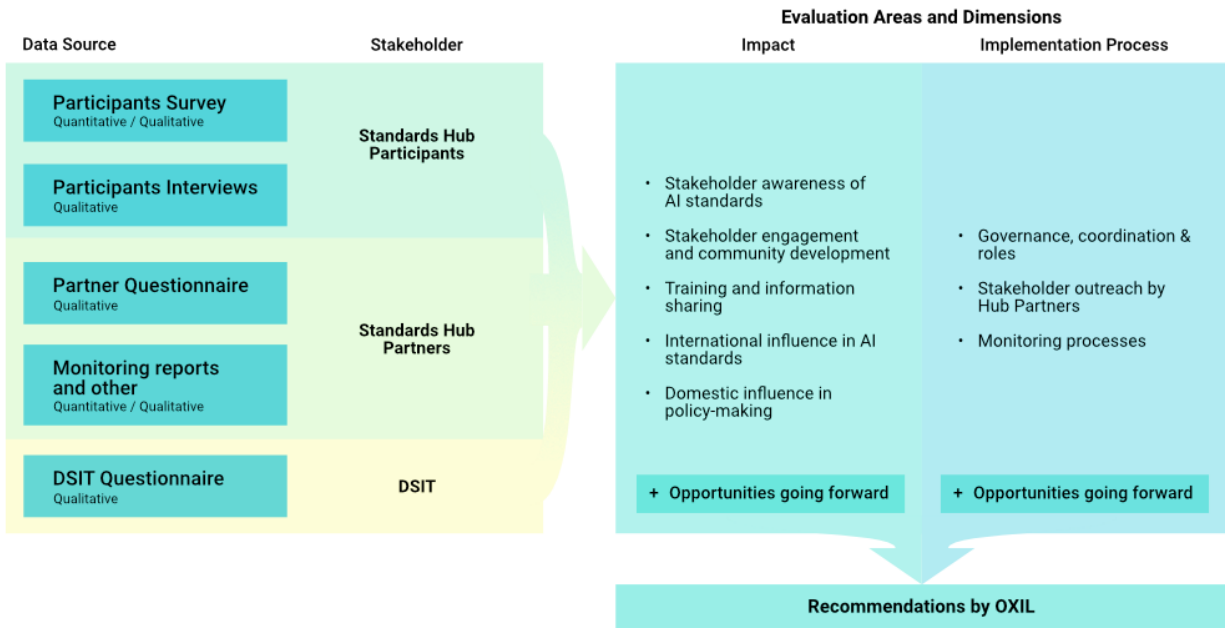 Evaluation Areas and Dimensions
Data Source
Stakeholder
Impact
Implementation Process
Participants Survey
Quantitative / Qualitative
Participants Interviews
Qualitative
Standards Hub
Participants
Partner Questionnaire
Qualitative
Monitoring reports
and other
Quantitative / Qualitative
Standards Hub
Partners
DSIT Questionnaire
Qualitative
DSIT
• Stakeholder awareness of
AI standards
• Stakeholder engagement
and community development
• Training and information
sharing
• International influence in AI
standards
• Domestic influence in
policy-making
+ Opportunities going forward
• Governance, coordination &
roles
• Stakeholder outreach by
Hub Partners
• Monitoring processes
+ Opportunities going forward
Recommendations by OXIL